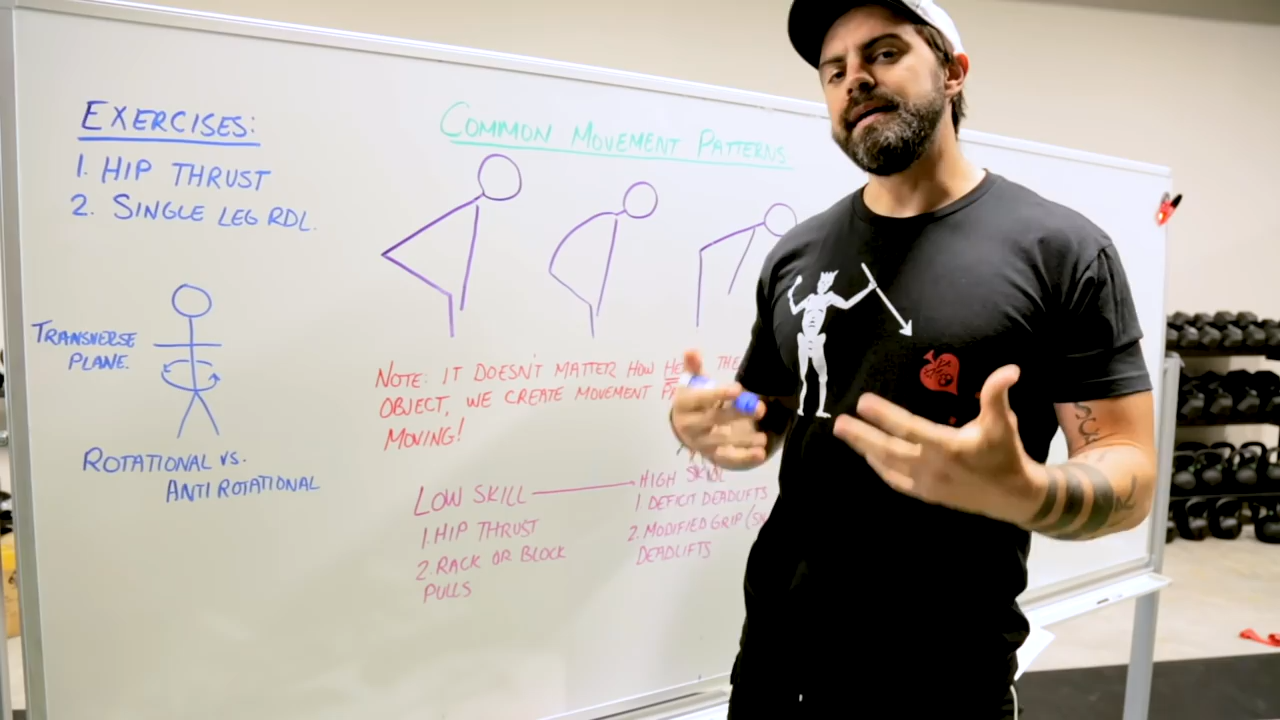 EXERCISES:
1. HIP THRUST
2. SINGLE LEG RDL.
TRANSVERSE
PLANE.
ROTATIONAL VS.
ANTI ROTATIONAL
COMMON MOVEMENT PATTERNS
NOTE: IT DOESN'T MATTER HOW THE
OBJECT, WE CREATE MOVEMENT
MOVING!
LOW SKILL
1. HIP THRUST
2. RACK OR BLOCK
PULLS
HIGH SKILL
1 DEFICIT DEADLIFTS
2. MODIFIED GRIP
DEADLIFTS